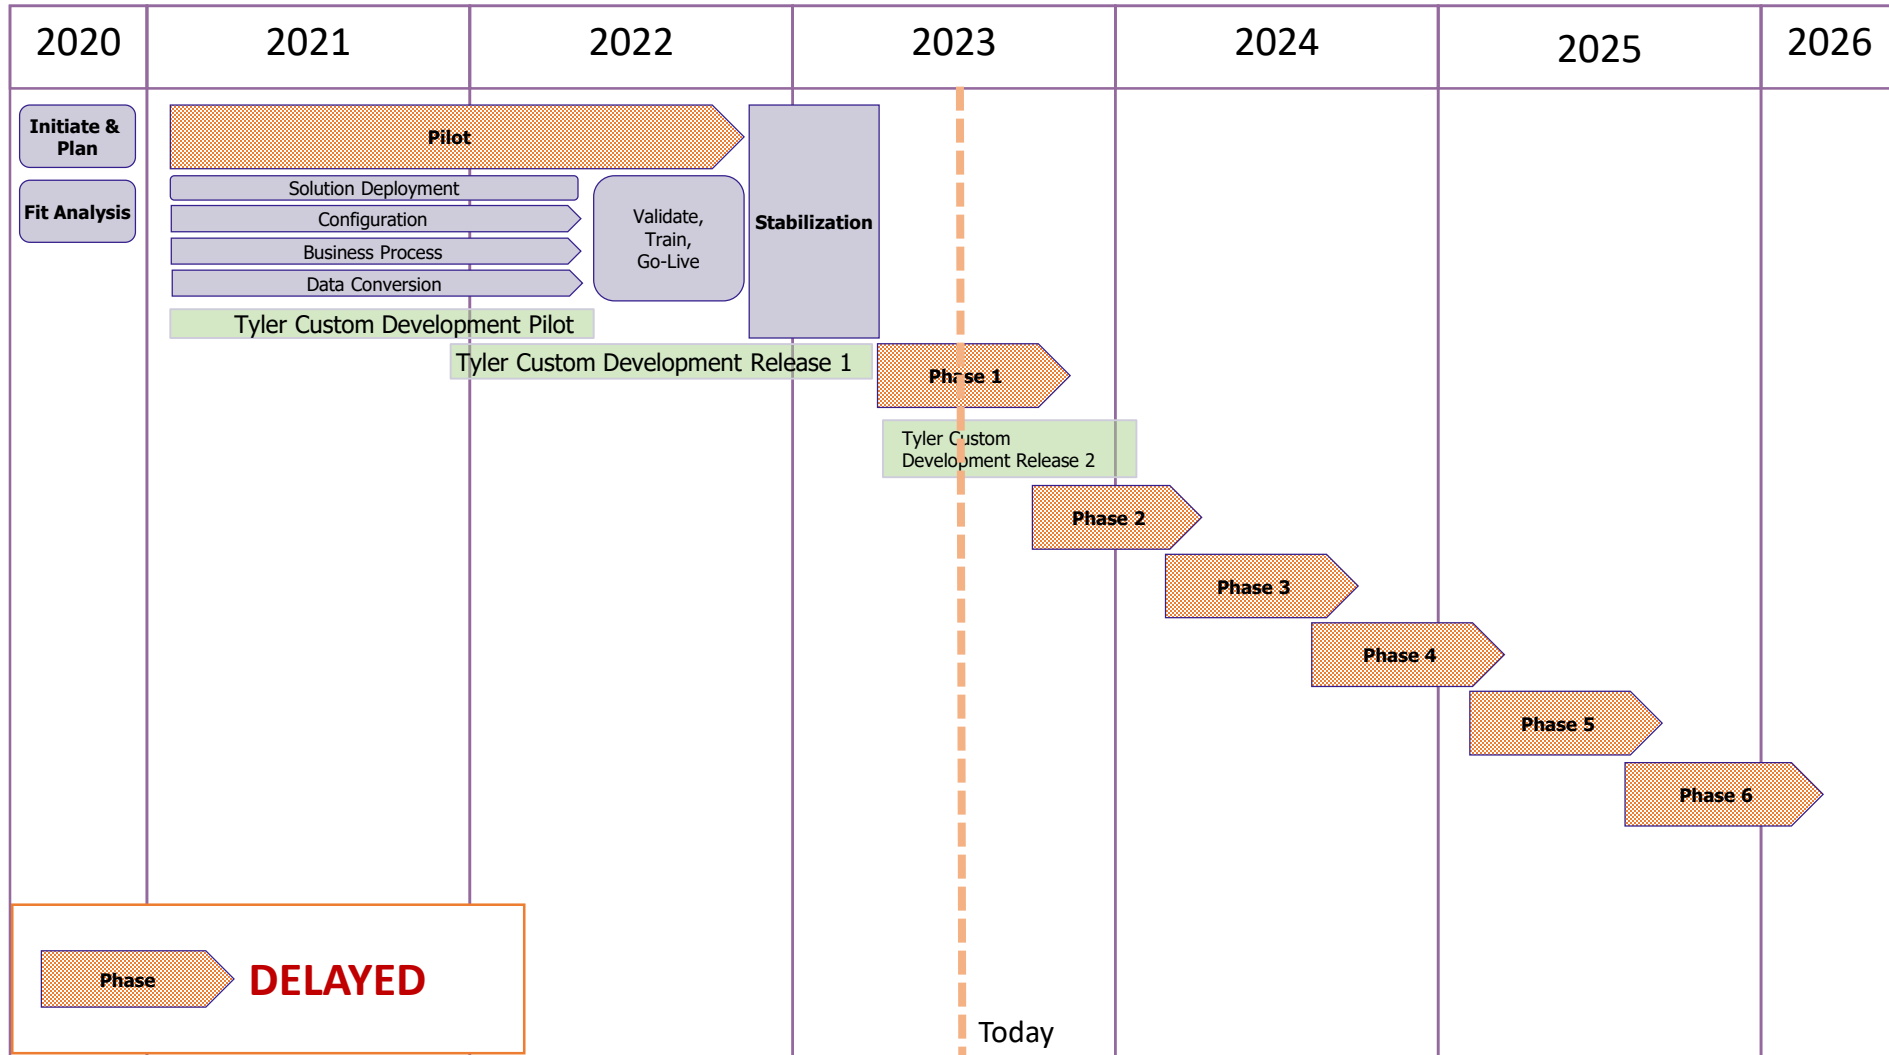 2020
2021
2022
2023
2024
2025
2026
Initiate &
Plan
Pilot
Fit Analysis
Solution Deployment
Configuration
Business Process
Data Conversion
Validate,
Train,
Go-Live
Stabilization
Tyler Custom Development Pilot
Tyler Custom Development Release 1
Phase 1
Tyler Custom
Development Release 2
Phase 2
Phase 3
Phase 4
Phase 5
Phase 6
Phase
DELAYED
Today